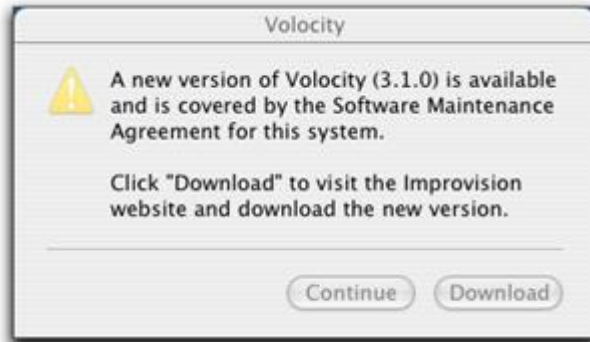 Volocity
A new version of Volocity (3.1.0) is available
and is covered by the Software Maintenance
Agreement for this system.
Click "Download" to visit the Improvision
website and download the new version.
Continue Download